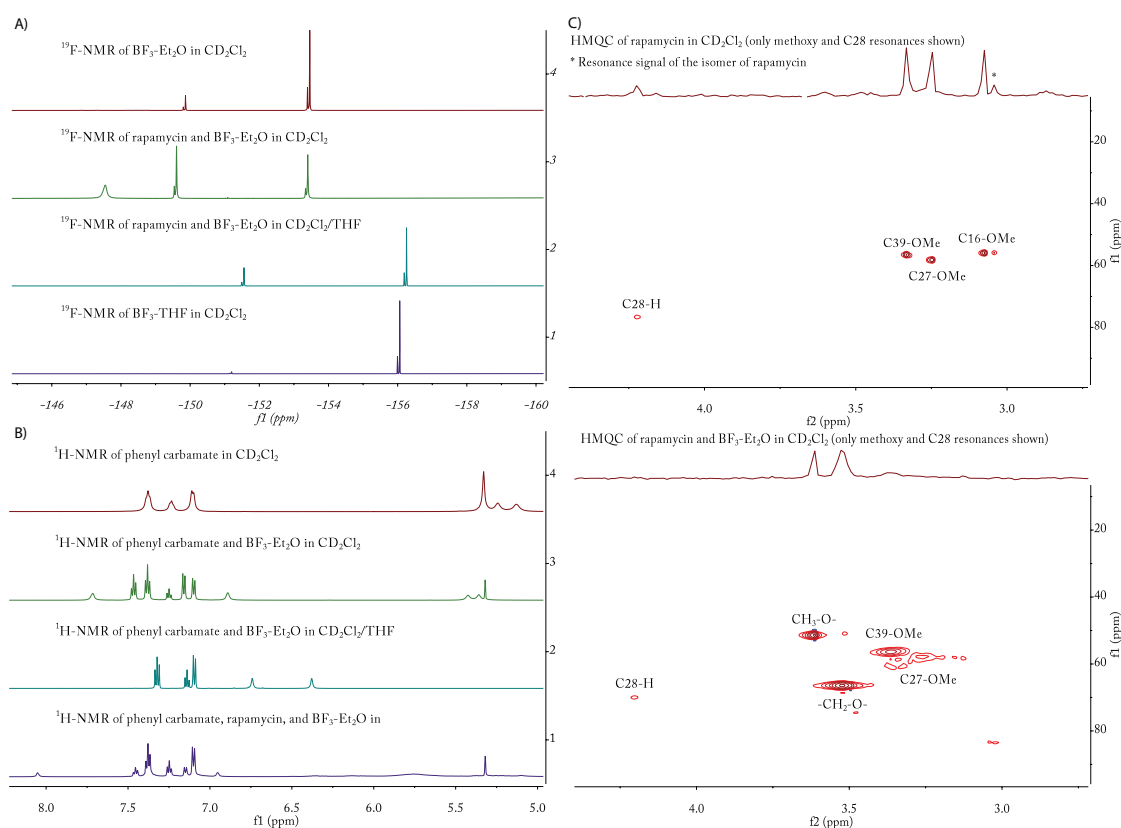 A)
¹⁹F-NMR of BF₃-Et₂O in CD₂Cl₂
4
¹⁹F-NMR of rapamycin and BF₃-Et₂O in CD₂Cl₂
3
¹⁹F-NMR of rapamycin and BF₃-Et₂O in CD₂Cl₂/THF
2
¹⁹F-NMR of BF₃-THF in CD₂Cl₂
1
-146 -148 -150 -152 -154 -156 -158 -160
f1 (ppm)
B)
¹H-NMR of phenyl carbamate in CD₂Cl₂
4
¹H-NMR of phenyl carbamate and BF₃-Et₂O in CD₂Cl₂
3
¹H-NMR of phenyl carbamate and BF₃-Et₂O in CD₂Cl₂/THF
2
¹H-NMR of phenyl carbamate, rapamycin, and BF₃-Et₂O in
1
8.0 7.5 7.0 6.5 6.0 5.5 5.0
f1 (ppm)
C)
HMQC of rapamycin in CD₂Cl₂ (only methoxy and C28 resonances shown)
* Resonance signal of the isomer of rapamycin
*
20
40
C39-OMe C16-OMe
60
C27-OMe
C28-H
80
f1 (ppm)
4.0 3.5 3.0
f2 (ppm)
HMQC of rapamycin and BF₃-Et₂O in CD₂Cl₂ (only methoxy and C28 resonances shown)
20
40
CH₃-O-
C39-OMe
60
C27-OMe
C28-H
-CH₂-O-
80
f1 (ppm)
4.0 3.5 3.0
f2 (ppm)